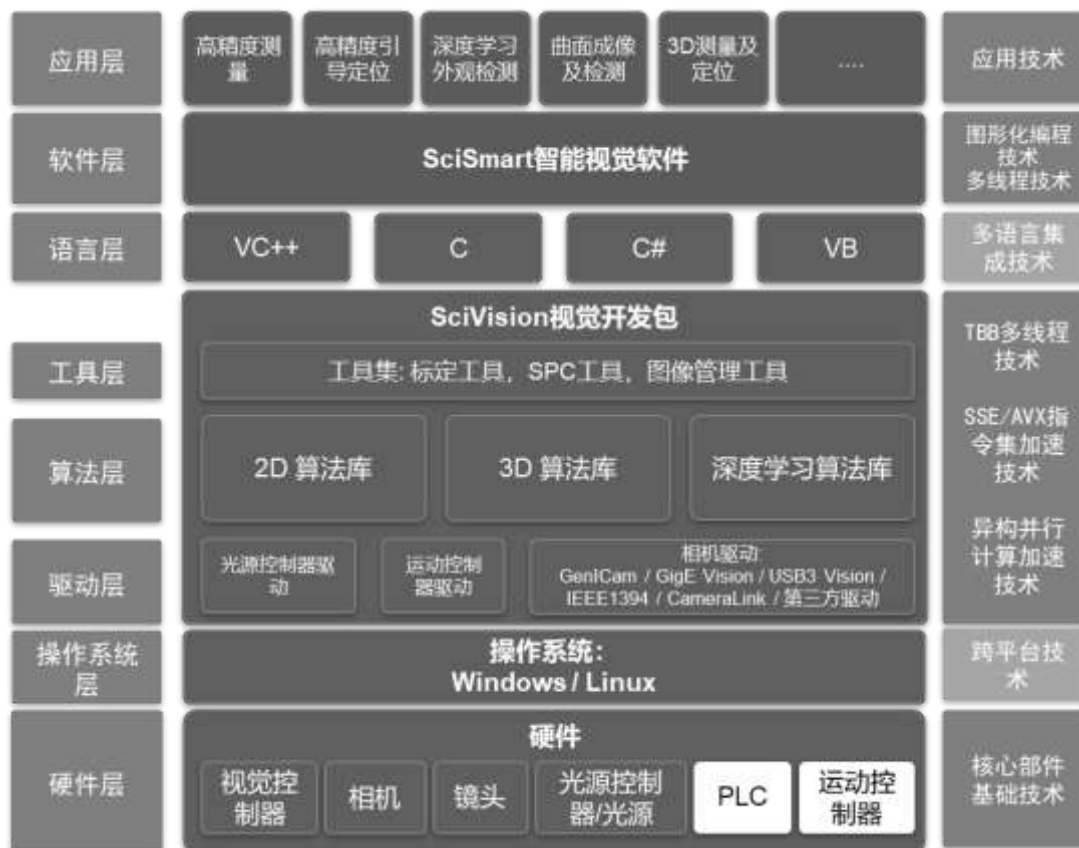 应用层
高精度测
量
高精度引
导定位
深度学习
外观检测
曲面成像
及检测
3D测量及
定位
....
应用技术
软件层
SciSmart智能视觉软件
图形化编程
技术
多线程技术
语言层
VC++
C
C#
VB
多语言集
成技术
SciVision视觉开发包
工具层
工具集: 标定工具，SPC工具，图像管理工具
TBB多线程
技术
算法层
2D 算法库
3D 算法库
深度学习算法库
SSE/AVX指
令集加速
技术
驱动层
光源控制器驱
动
运动控制
器驱动
相机驱动:
GenICam / GigE Vision / USB3 Vision /
IEEE1394 / CameraLink / 第三方驱动
异构并行
计算加速
技术
操作系统
层
操作系统：
Windows / Linux
跨平台技
术
硬件层
硬件
视觉控
制器
相机
镜头
光源控制
器/光源
PLC
运动控
制器
核心部件
基础技术